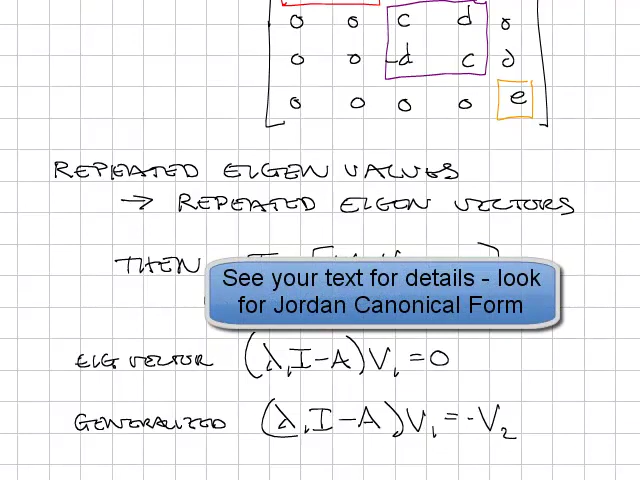 0 0 c d 0
0 0 -d c 0
0 0 0 0 e
REPEATED EIGEN VALUES
→ REPEATED EIGEN VECTORS
THEN
See your text for details - look
for Jordan Canonical Form
EIG VECTOR (λ₁I-A)V₁=0
GENERALIZED (λ₁I-A)V₁=-V₂